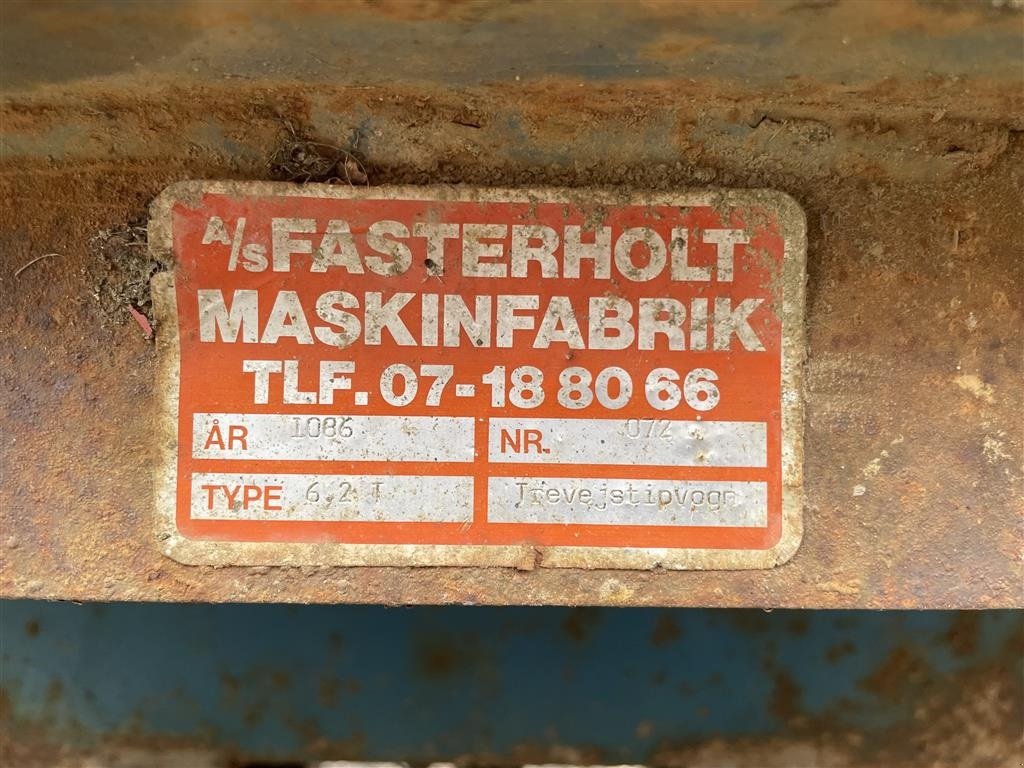 A/S FASTERHOLT
MASKINFABRIK
TLF. 07-18 80 66
ÅR 1086 NR. 072
TYPE 6.2 T Trevejstipvogn